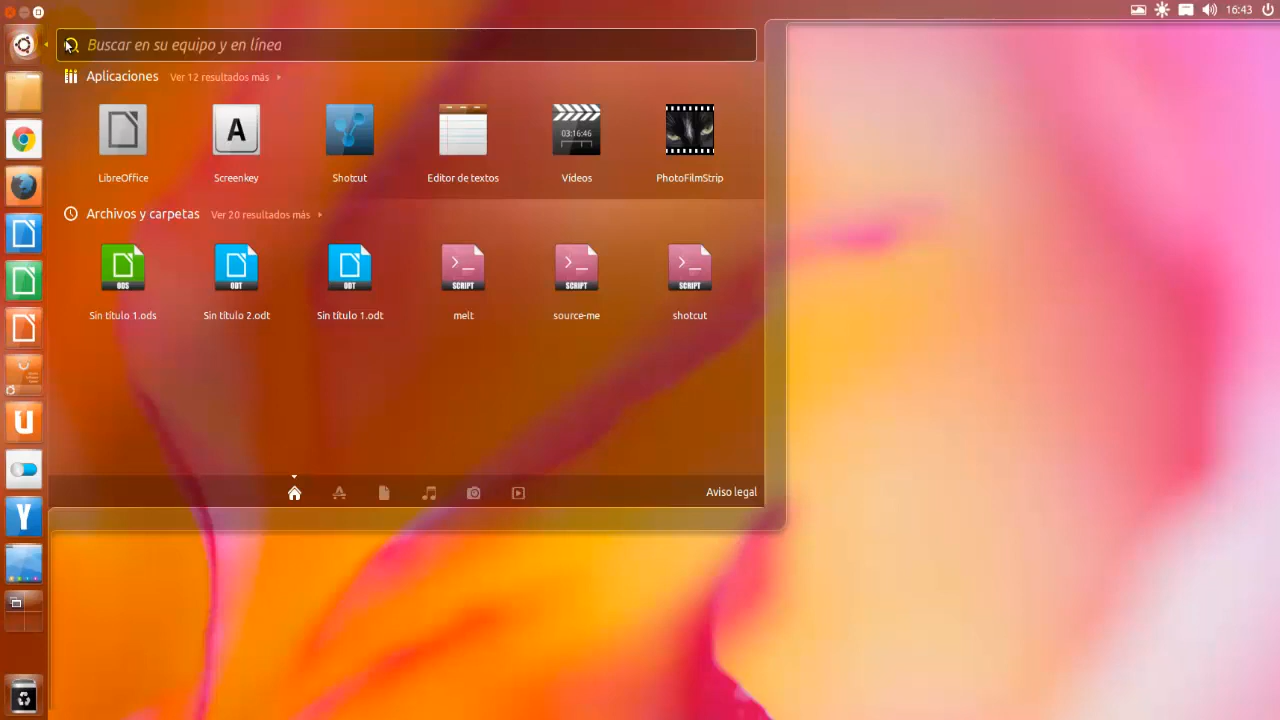 16:43
Buscar en su equipo y en línea
Aplicaciones Ver 12 resultados más
A
03:16:46
LibreOffice Screenkey Shotcut Editor de textos Vídeos PhotoFilmStrip
Archivos y carpetas Ver 20 resultados más
ODS ODT ODT SCRIPT SCRIPT SCRIPT
Sin título 1.ods Sin título 2.odt Sin título 1.odt melt source-me shotcut
Aviso legal